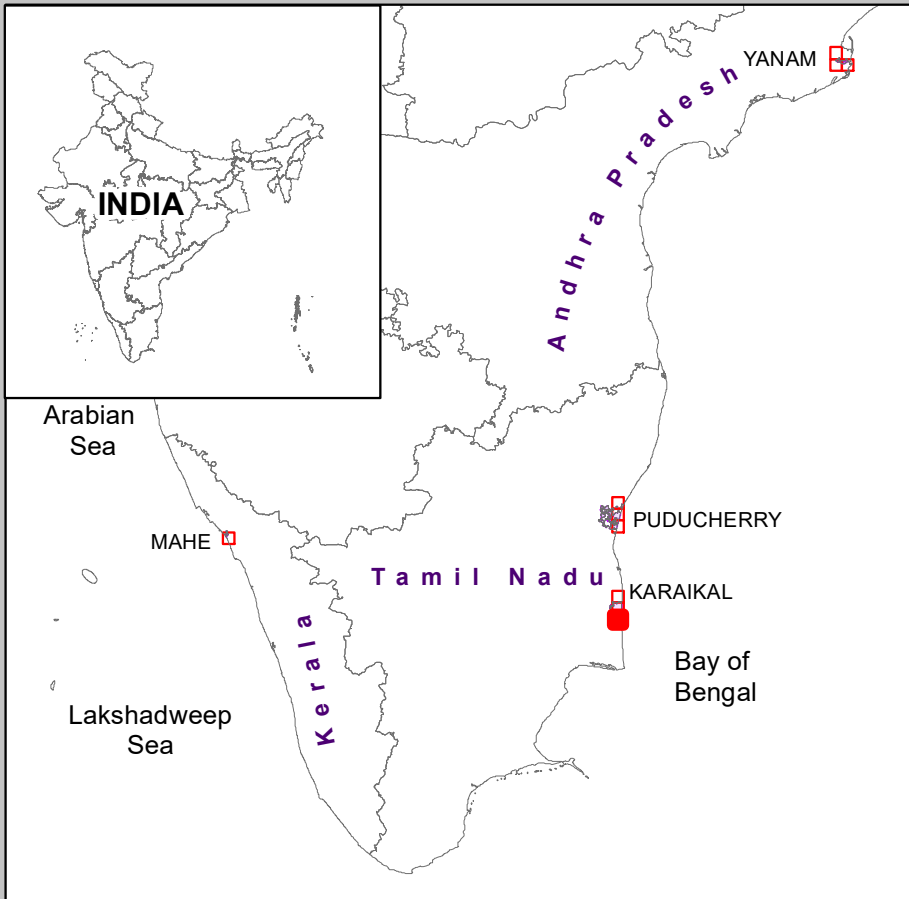 YANAM
Andhra Pradesh
INDIA
Arabian
Sea
PUDUCHERRY
MAHE
Tamil Nadu
KARAIKAL
Kerala
Bay of
Bengal
Lakshadweep
Sea